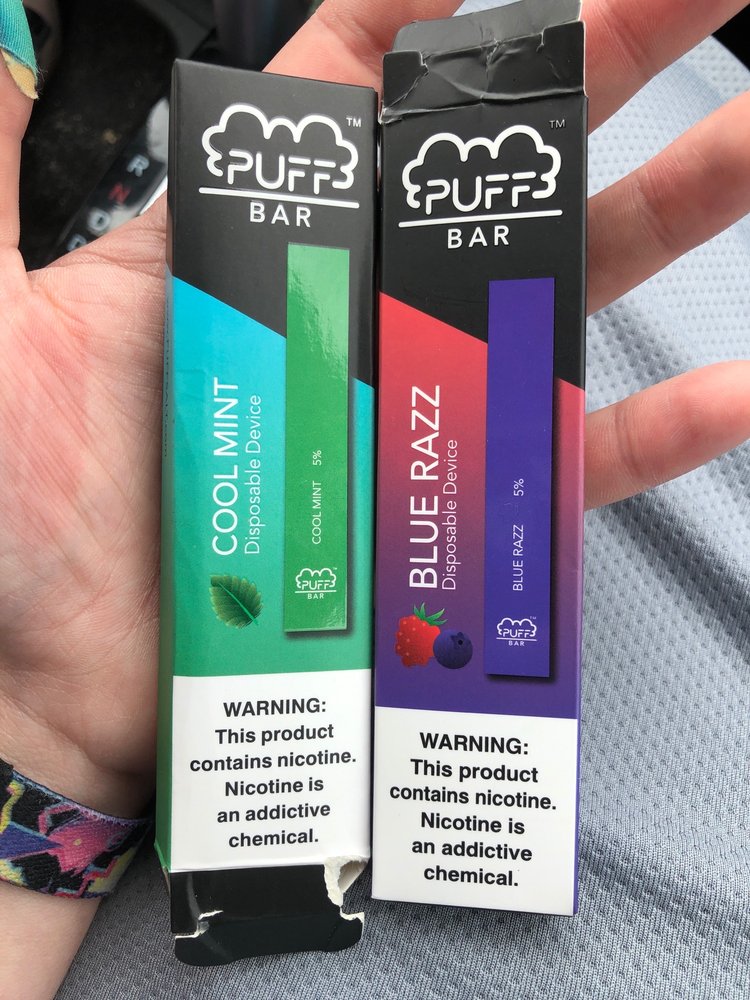 PUFF
BAR
TM
COOL MINT
Disposable Device
COOL MINT 5%
PUFF
BAR
WARNING:
This product
contains nicotine.
Nicotine is
an addictive
chemical.
PUFF
BAR
TM
BLUE RAZZ
Disposable Device
BLUE RAZZ 5%
PUFF
BAR
WARNING:
This product
contains nicotine.
Nicotine is
an addictive
chemical.
R
N
D